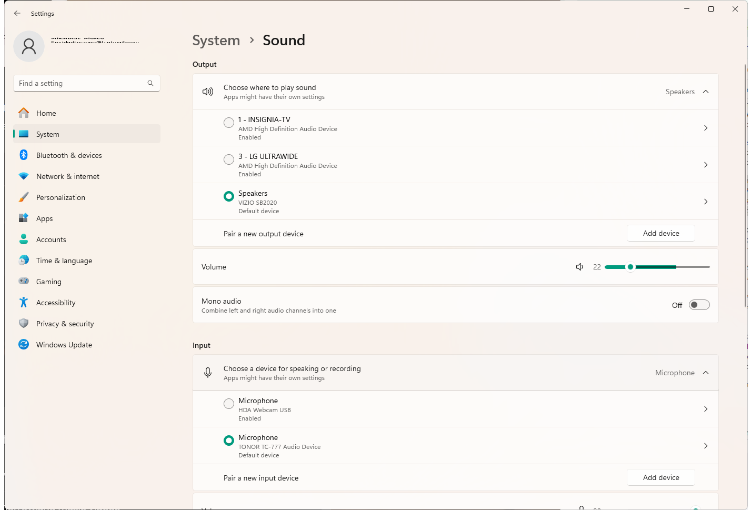 Settings
System > Sound
Find a setting
Home
System
Bluetooth & devices
Network & internet
Personalization
Apps
Accounts
Time & language
Gaming
Accessibility
Privacy & security
Windows Update
Output
Choose where to play sound
Apps might have their own settings
Speakers
1 - INSIGNIA-TV
AMD High Definition Audio Device
Enabled
3 - LG ULTRAWIDE
AMD High Definition Audio Device
Enabled
Speakers
VIZIO SB2020
Default device
Pair a new output device
Add device
Volume
22
Mono audio
Combine left and right audio channels into one
Off
Input
Choose a device for speaking or recording
Apps might have their own settings
Microphone
Microphone
HDA Webcam USB
Enabled
Microphone
TONOR TC-777 Audio Device
Default device
Pair a new input device
Add device